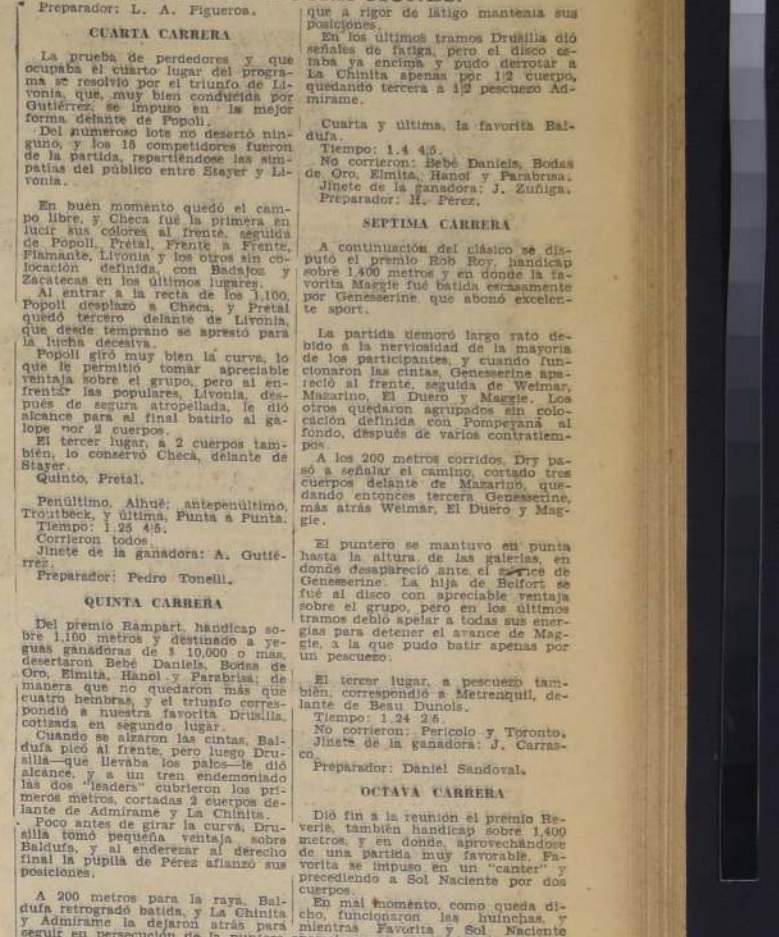 Preparador: L. A. Figueroa.
CUARTA CARRERA
La prueba de perdedores y que
ocupaba el cuarto lugar del progra-
ma se resolvió por el triunfo de Li-
vonia, que, muy bien conducida por
Gutiérrez, se impuso en la mejor
forma delante de Popoli.
Del numeroso lote no desertó nin-
guno, y los 18 competidores fueron
de la partida, repartiéndose las sim-
patías del público entre Stayer y Li-
vonia.
En buen momento quedó el cam-
po libre, y Checa fué la primera en
lucir sus colores al frente, seguida
de Popoli, Pretal, Frente a Frente,
Flamante, Livonia y los otros sin co-
locación definida, con Badajoz y
Zacatecas en los últimos lugares.
Al entrar a la recta de los 1,100,
Popoli desplazó a Checa, y Pretal
quedó tercero delante de Livonia,
que desde temprano se aprestó para
la lucha decesiva.
Popoli giró muy bien la curva, lo
que le permitió tomar apreciable
ventaja sobre el grupo, pero al en-
frentar las populares, Livonia, des-
pués de segura atropellada, le dió
alcance para al final batirlo al ga-
lope por 2 cuerpos.
El tercer lugar, a 2 cuerpos tam-
bién, lo conservó Checa, delante de
Stayer.
Quinto, Pretal.
Penúltimo, Alhué; antepenúltimo,
Troutbeck, y última, Punta a Punta.
Tiempo: 1.25 4|5.
Corrieron todos.
Jinete de la ganadora: A. Gutié-
rrez.
Preparador: Pedro Tonelli.
QUINTA CARRERA
Del premio Rampart, handicap so-
bre 1,100 metros y destinado a ye-
guas ganadoras de $ 10,000 o más,
desertaron Bebé Daniels, Bodas de
Oro, Elmita, Hanoi y Parabrisa; de
manera que no quedaron más que
cuatro hembras, y el triunfo corres-
pondió a nuestra favorita Drusilla,
cotizada en segundo lugar.
Cuando se alzaron las cintas, Bal-
dufa picó al frente, pero luego Dru-
silla—que llevaba los palos—le dió
alcance, y a un tren endemoniado
las dos "leaders" cubrieron los pri-
meros metros, cortadas 2 cuerpos de-
lante de Admírame y La Chinita.
Poco antes de girar la curva, Dru-
silla tomó pequeña ventaja sobre
Baldufa, y al enderezar al derecho
final la pupila de Pérez afianzó sus
posiciones.
A 200 metros para la raya, Bal-
dufa retrogradó batida, y La Chinita
y Admírame la dejaron atrás para
seguir en persecución de la puntera
que a rigor de látigo mantenía sus
posiciones.
En los últimos tramos Drusilla dió
señales de fatiga, pero el disco es-
taba ya encima y pudo derrotar a
La Chinita apenas por 1|2 cuerpo,
quedando tercera a 1|2 pescuezo Ad-
mírame.
Cuarta y última, la favorita Bal-
dufa.
Tiempo: 1.4 4|5.
No corrieron: Bebé Daniels, Bodas
de Oro, Elmita, Hanoi y Parabrisa.
Jinete de la ganadora: J. Zuñiga.
Preparador: H. Pérez.
SEPTIMA CARRERA
A continuación del clásico se dis-
putó el premio Rob Roy, handicap
sobre 1,400 metros y en donde la fa-
vorita Maggie fué batida escasamente
por Genesserine, que abonó excelen-
te sport.
La partida demoró largo rato de-
bido a la nerviosidad de la mayoría
de los participantes, y cuando fun-
cionaron las cintas, Genesserine apa-
reció al frente, seguida de Weimar,
Mazarino, El Duero y Maggie. Los
otros quedaron agrupados sin colo-
cación definida con Pompeyana al
fondo, después de varios contratiem-
pos.
A los 200 metros corridos, Dry pa-
só a señalar el camino, cortado tres
cuerpos delante de Mazarino, que-
dando entonces tercera Genesserine,
más atrás Weimar, El Duero y Mag-
gie.
El puntero se mantuvo en punta
hasta la altura de las galerías, en
donde desapareció ante el avance de
Genesserine. La hija de Belfort se
fué al disco con apreciable ventaja
sobre el grupo, pero en los últimos
tramos debió apelar a todas sus ener-
gías para detener el avance de Mag-
gie, a la que pudo batir apenas por
un pescuezo.
El tercer lugar, a pescuezo tam-
bién, correspondió a Metrenquil, de-
lante de Beau Dunois.
Tiempo: 1.24 2|5.
No corrieron: Pericolo y Toronto.
Jinete de la ganadora: J. Carras-
co.
Preparador: Daniel Sandoval.
OCTAVA CARRERA
Dió fin a la reunión el premio Re-
verie, también handicap sobre 1,400
metros, y en donde, aprovechándose
de una partida muy favorable, Fa-
vorita se impuso en un "canter" y
precediendo a Sol Naciente por dos
cuerpos.
En mal momento, como queda di-
cho, funcionaron las huinchas, y
mientras Favorita y Sol Naciente